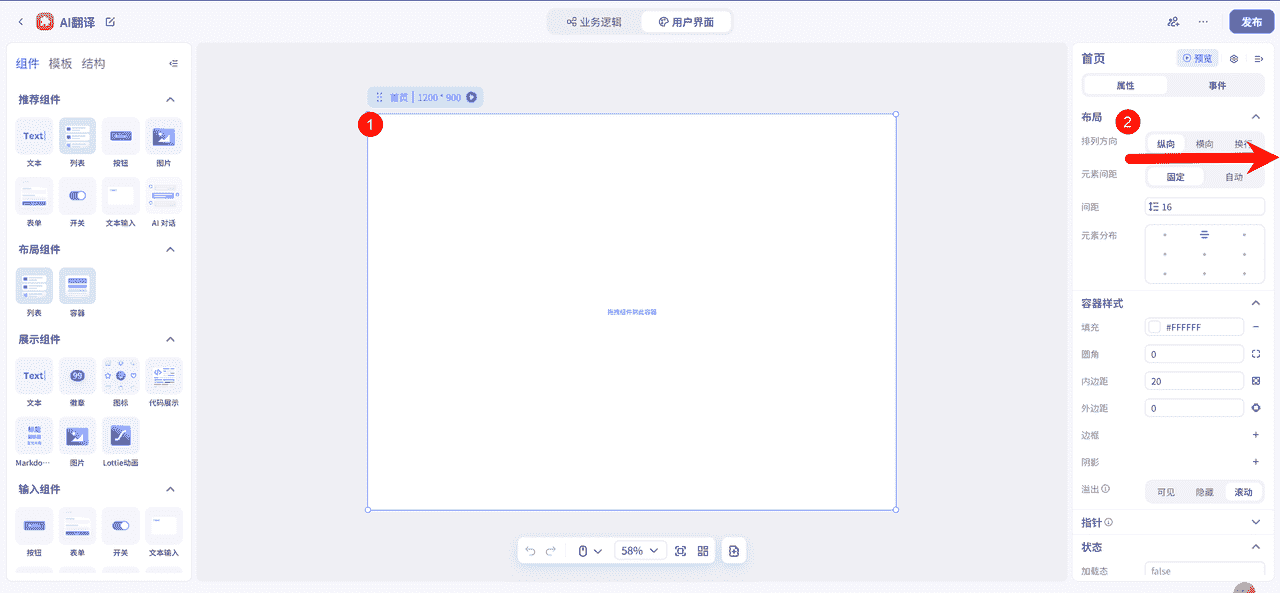 AI翻译
业务逻辑
用户界面
发布
组件 模板 结构
推荐组件
Text
文本 列表 按钮 图片
表单 开关 文本输入 AI 对话
布局组件
列表 容器
展示组件
Text 99
文本 徽章 图标 代码展示
标题
Markdo··· 图片 Lottie动画
输入组件
按钮 表单 开关 文本输入
首页 1200 * 900
1
拖拽组件到此容器
58%
首页 预览
属性 事件
布局
2
排列方向 纵向 横向 换行
元素间距 固定 自动
间距 16
元素分布
容器样式
填充 #FFFFFF
圆角 0
内边距 20
外边距 0
边框
阴影
溢出 可见 隐藏 滚动
指针
状态
加载态 false